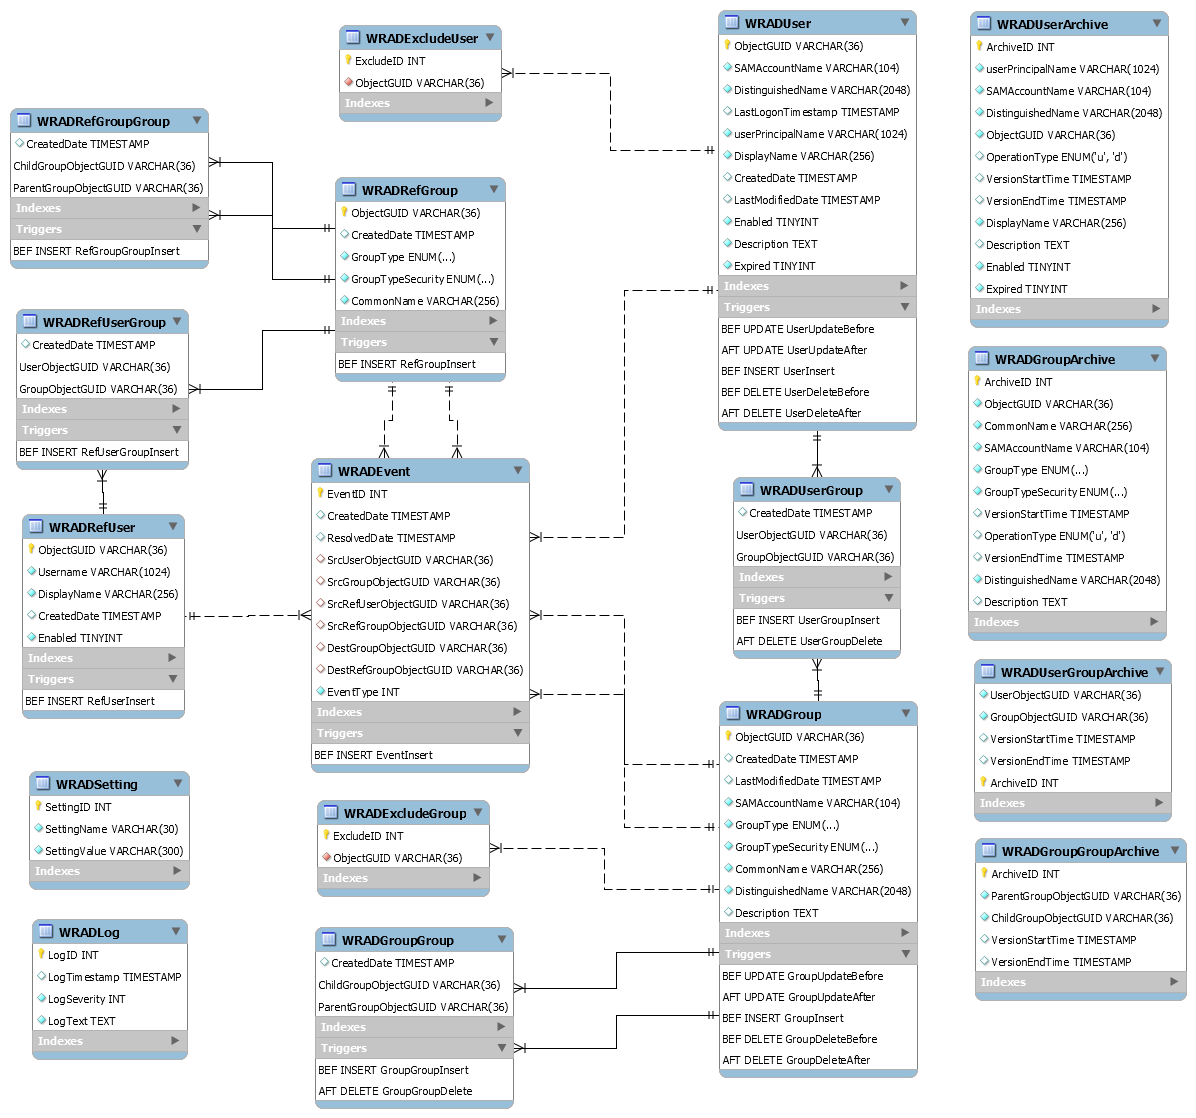 WRADExcludeUser
ExcludeID INT
ObjectGUID VARCHAR(36)
Indexes
WRADUser
ObjectGUID VARCHAR(36)
SAMAccountName VARCHAR(104)
DistinguishedName VARCHAR(2048)
LastLogonTimestamp TIMESTAMP
userPrincipalName VARCHAR(1024)
DisplayName VARCHAR(256)
CreatedDate TIMESTAMP
LastModifiedDate TIMESTAMP
Enabled TINYINT
Description TEXT
Expired TINYINT
Indexes
Triggers
BEF UPDATE UserUpdateBefore
AFT UPDATE UserUpdateAfter
BEF INSERT UserInsert
BEF DELETE UserDeleteBefore
AFT DELETE UserDeleteAfter
WRADUserArchive
ArchiveID INT
userPrincipalName VARCHAR(1024)
SAMAccountName VARCHAR(104)
DistinguishedName VARCHAR(2048)
ObjectGUID VARCHAR(36)
OperationType ENUM('u', 'd')
VersionStartTime TIMESTAMP
VersionEndTime TIMESTAMP
DisplayName VARCHAR(256)
Description TEXT
Enabled TINYINT
Expired TINYINT
Indexes
WRADRefGroupGroup
CreatedDate TIMESTAMP
ChildGroupObjectGUID VARCHAR(36)
ParentGroupObjectGUID VARCHAR(36)
Indexes
Triggers
BEF INSERT RefGroupGroupInsert
WRADRefGroup
ObjectGUID VARCHAR(36)
CreatedDate TIMESTAMP
GroupType ENUM(...)
GroupTypeSecurity ENUM(...)
CommonName VARCHAR(256)
Indexes
Triggers
BEF INSERT RefGroupInsert
WRADRefUserGroup
CreatedDate TIMESTAMP
UserObjectGUID VARCHAR(36)
GroupObjectGUID VARCHAR(36)
Indexes
Triggers
BEF INSERT RefUserGroupInsert
WRADGroupArchive
ArchiveID INT
ObjectGUID VARCHAR(36)
CommonName VARCHAR(256)
SAMAccountName VARCHAR(104)
GroupType ENUM(...)
GroupTypeSecurity ENUM(...)
VersionStartTime TIMESTAMP
OperationType ENUM('u', 'd')
VersionEndTime TIMESTAMP
DistinguishedName VARCHAR(2048)
Description TEXT
Indexes
WRADEvent
EventID INT
CreatedDate TIMESTAMP
ResolvedDate TIMESTAMP
SrcUserObjectGUID VARCHAR(36)
SrcGroupObjectGUID VARCHAR(36)
SrcRefUserObjectGUID VARCHAR(36)
SrcRefGroupObjectGUID VARCHAR(36)
DestGroupObjectGUID VARCHAR(36)
DestRefGroupObjectGUID VARCHAR(36)
EventType INT
Indexes
Triggers
BEF INSERT EventInsert
WRADUserGroup
CreatedDate TIMESTAMP
UserObjectGUID VARCHAR(36)
GroupObjectGUID VARCHAR(36)
Indexes
Triggers
BEF INSERT UserGroupInsert
AFT DELETE UserGroupDelete
WRADRefUser
ObjectGUID VARCHAR(36)
Username VARCHAR(1024)
DisplayName VARCHAR(256)
CreatedDate TIMESTAMP
Enabled TINYINT
Indexes
Triggers
BEF INSERT RefUserInsert
WRADUserGroupArchive
UserObjectGUID VARCHAR(36)
GroupObjectGUID VARCHAR(36)
VersionStartTime TIMESTAMP
VersionEndTime TIMESTAMP
ArchiveID INT
Indexes
WRADGroup
ObjectGUID VARCHAR(36)
CreatedDate TIMESTAMP
LastModifiedDate TIMESTAMP
SAMAccountName VARCHAR(104)
GroupType ENUM(...)
GroupTypeSecurity ENUM(...)
CommonName VARCHAR(256)
DistinguishedName VARCHAR(2048)
Description TEXT
Indexes
Triggers
BEF UPDATE GroupUpdateBefore
AFT UPDATE GroupUpdateAfter
BEF INSERT GroupInsert
BEF DELETE GroupDeleteBefore
AFT DELETE GroupDeleteAfter
WRADSetting
SettingID INT
SettingName VARCHAR(30)
SettingValue VARCHAR(300)
Indexes
WRADExcludeGroup
ExcludeID INT
ObjectGUID VARCHAR(36)
Indexes
WRADGroupGroupArchive
ArchiveID INT
ParentGroupObjectGUID VARCHAR(36)
ChildGroupObjectGUID VARCHAR(36)
VersionStartTime TIMESTAMP
VersionEndTime TIMESTAMP
Indexes
WRADLog
LogID INT
LogTimestamp TIMESTAMP
LogSeverity INT
LogText TEXT
Indexes
WRADGroupGroup
CreatedDate TIMESTAMP
ChildGroupObjectGUID VARCHAR(36)
ParentGroupObjectGUID VARCHAR(36)
Indexes
Triggers
BEF INSERT GroupGroupInsert
AFT DELETE GroupGroupDelete